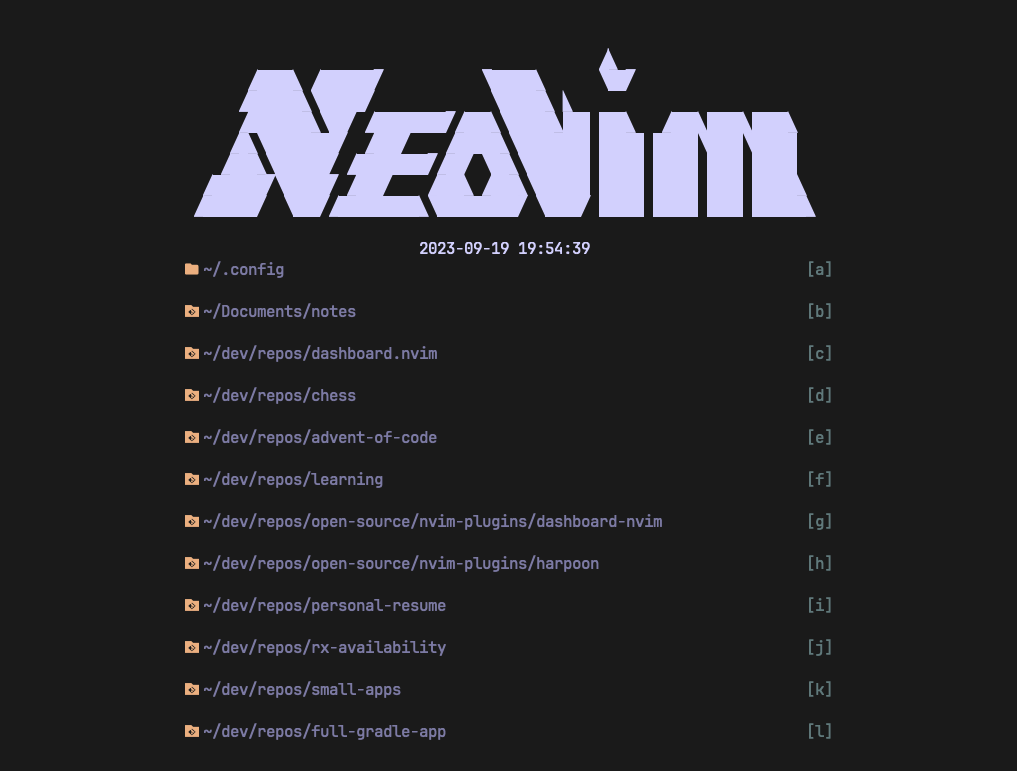 Neovim
2023-09-19 19:54:39
~/.config [a]
~/Documents/notes [b]
~/dev/repos/dashboard.nvim [c]
~/dev/repos/chess [d]
~/dev/repos/advent-of-code [e]
~/dev/repos/learning [f]
~/dev/repos/open-source/nvim-plugins/dashboard-nvim [g]
~/dev/repos/open-source/nvim-plugins/harpoon [h]
~/dev/repos/personal-resume [i]
~/dev/repos/rx-availability [j]
~/dev/repos/small-apps [k]
~/dev/repos/full-gradle-app [l]